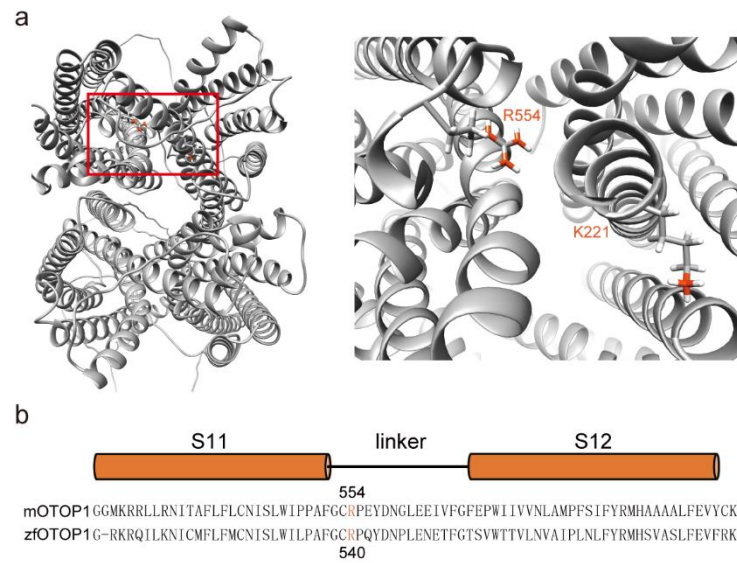 a
R554
K221
b
S11 linker S12
554
mOTOP1 GGMKRRLLRNITAFLFLCNISLWIPPAFGCRPEYDNGLEEIVFGFEPWIIVVNLAMPFSIFYRMHAAAALFEVYCK
zfOTOP1 G-RKRQILKNICMFLFMCNISLWILPAFGCRPQYDNPLENETFGTSVWTTVLNVAIPLNLFYRMHSVASLFEVFRK
540